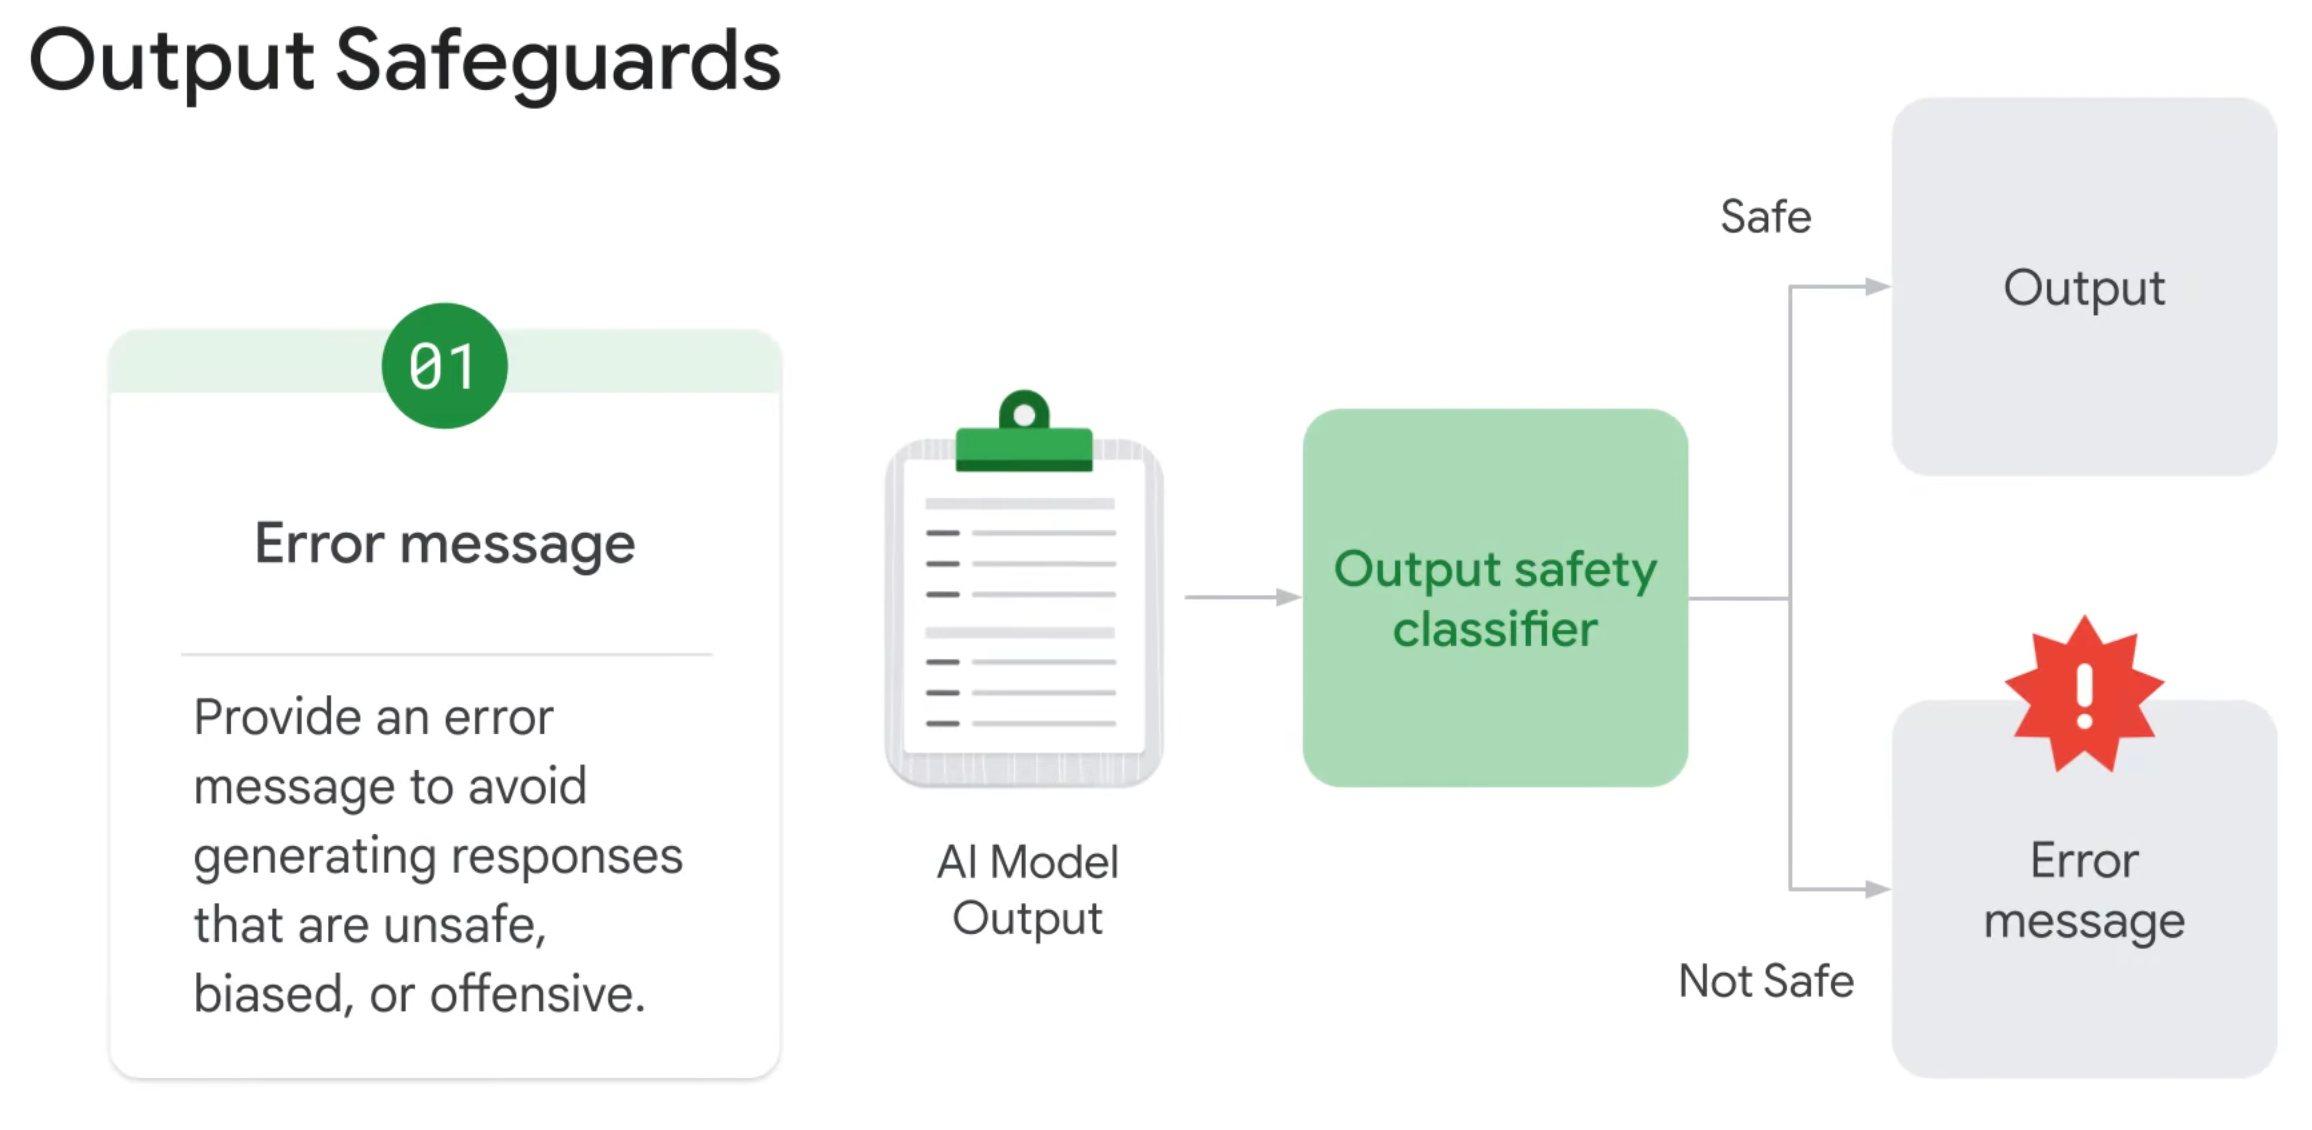 Output Safeguards
01
Error message
Provide an error
message to avoid
generating responses
that are unsafe,
biased, or offensive.
AI Model
Output
Output safety
classifier
Safe
Output
Not Safe
Error
message